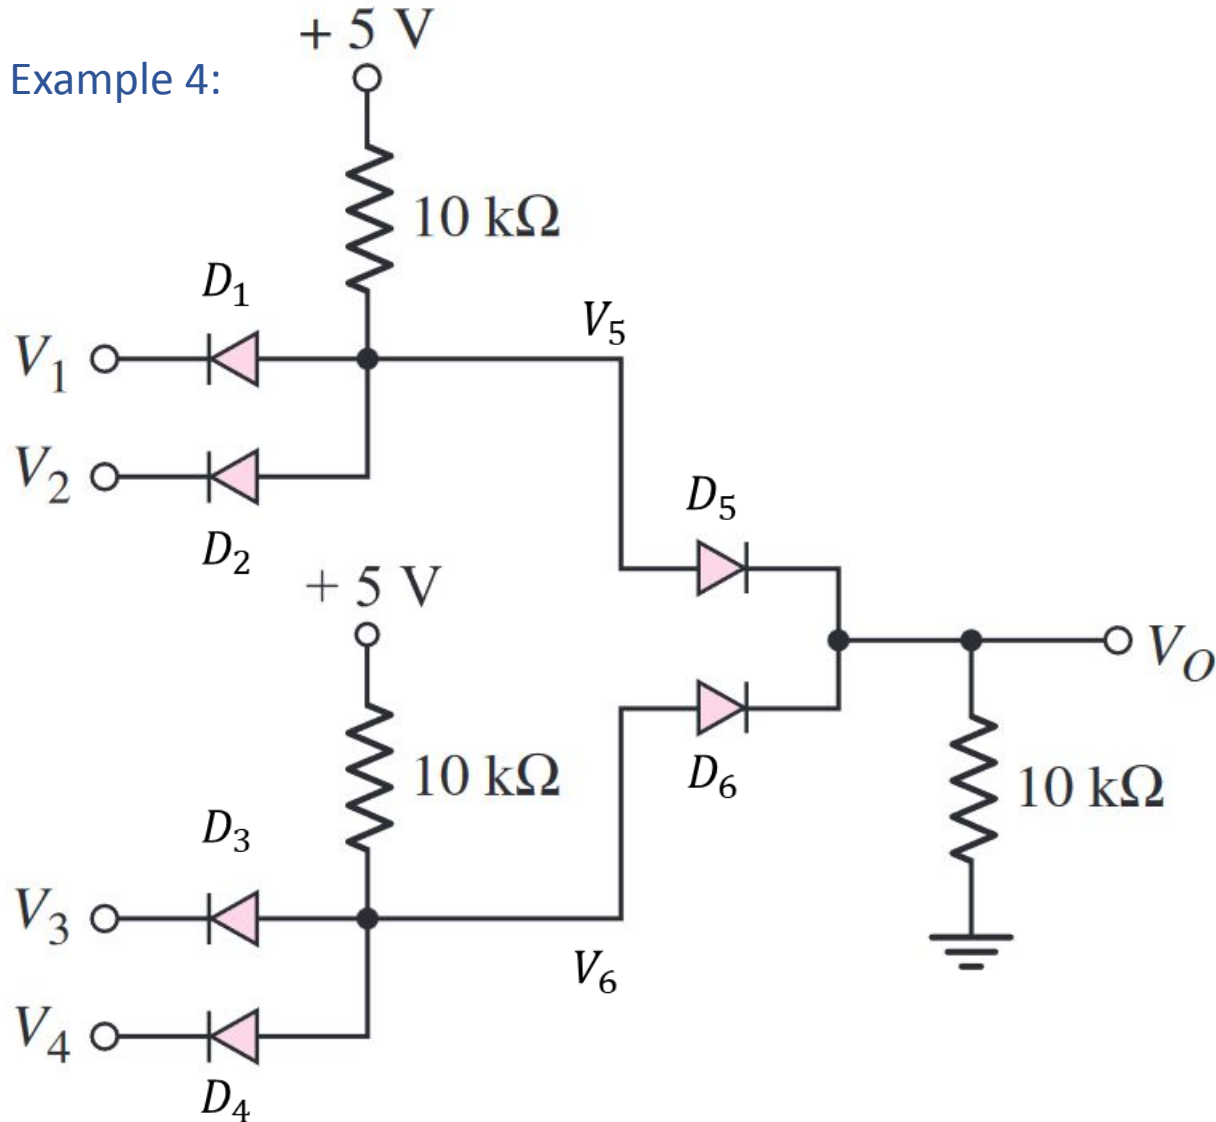 + 5 V
Example 4:
10 kΩ
D₁
V₅
V₁
V₂
D₅
D₂
+ 5 V
V_O
10 kΩ
D₆
10 kΩ
D₃
V₃
V₆
V₄
D₄